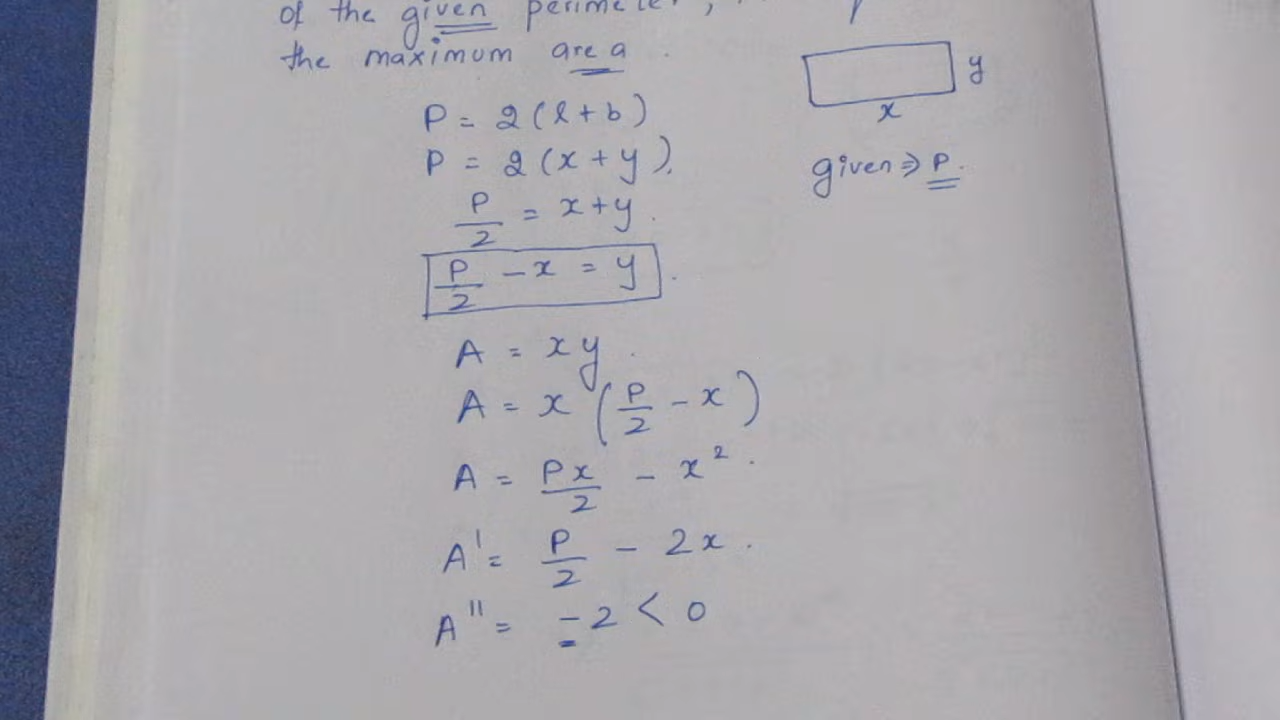 of the given perimeter,
the maximum area.
y
x
given ⇒ P.
P = 2(l+b)
P = 2(x+y).
P/2 = x+y.
P/2 - x = y.
A = xy.
A = x (P/2 - x)
A = Px/2 - x².
A' = P/2 - 2x.
A'' = -2 < 0